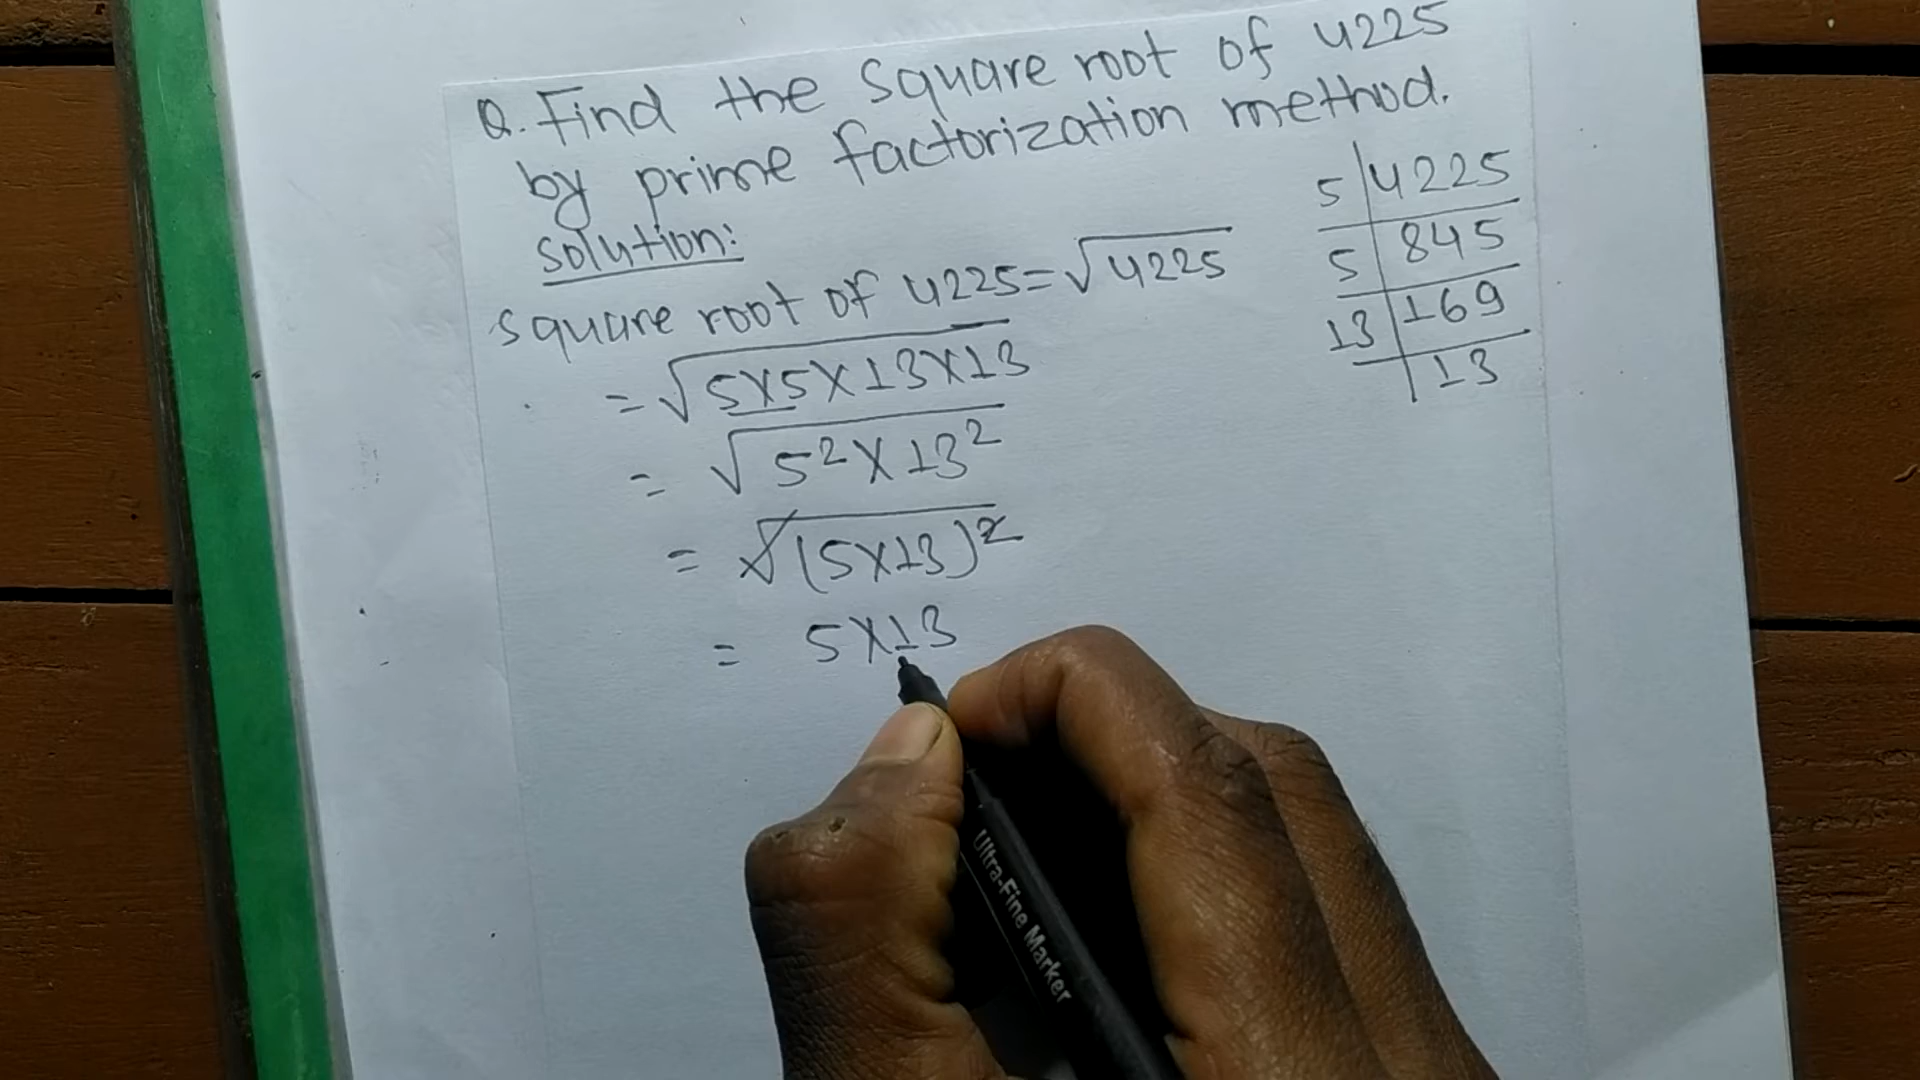 Q. Find the square root of 4225
by prime factorization method.
solution:
square root of 4225=√4225
= √5×5×13×13
= √5²×13²
= √(5×13)²
= 5×13
5 4225
5 845
13 169
13
Ultra-Fine Marker